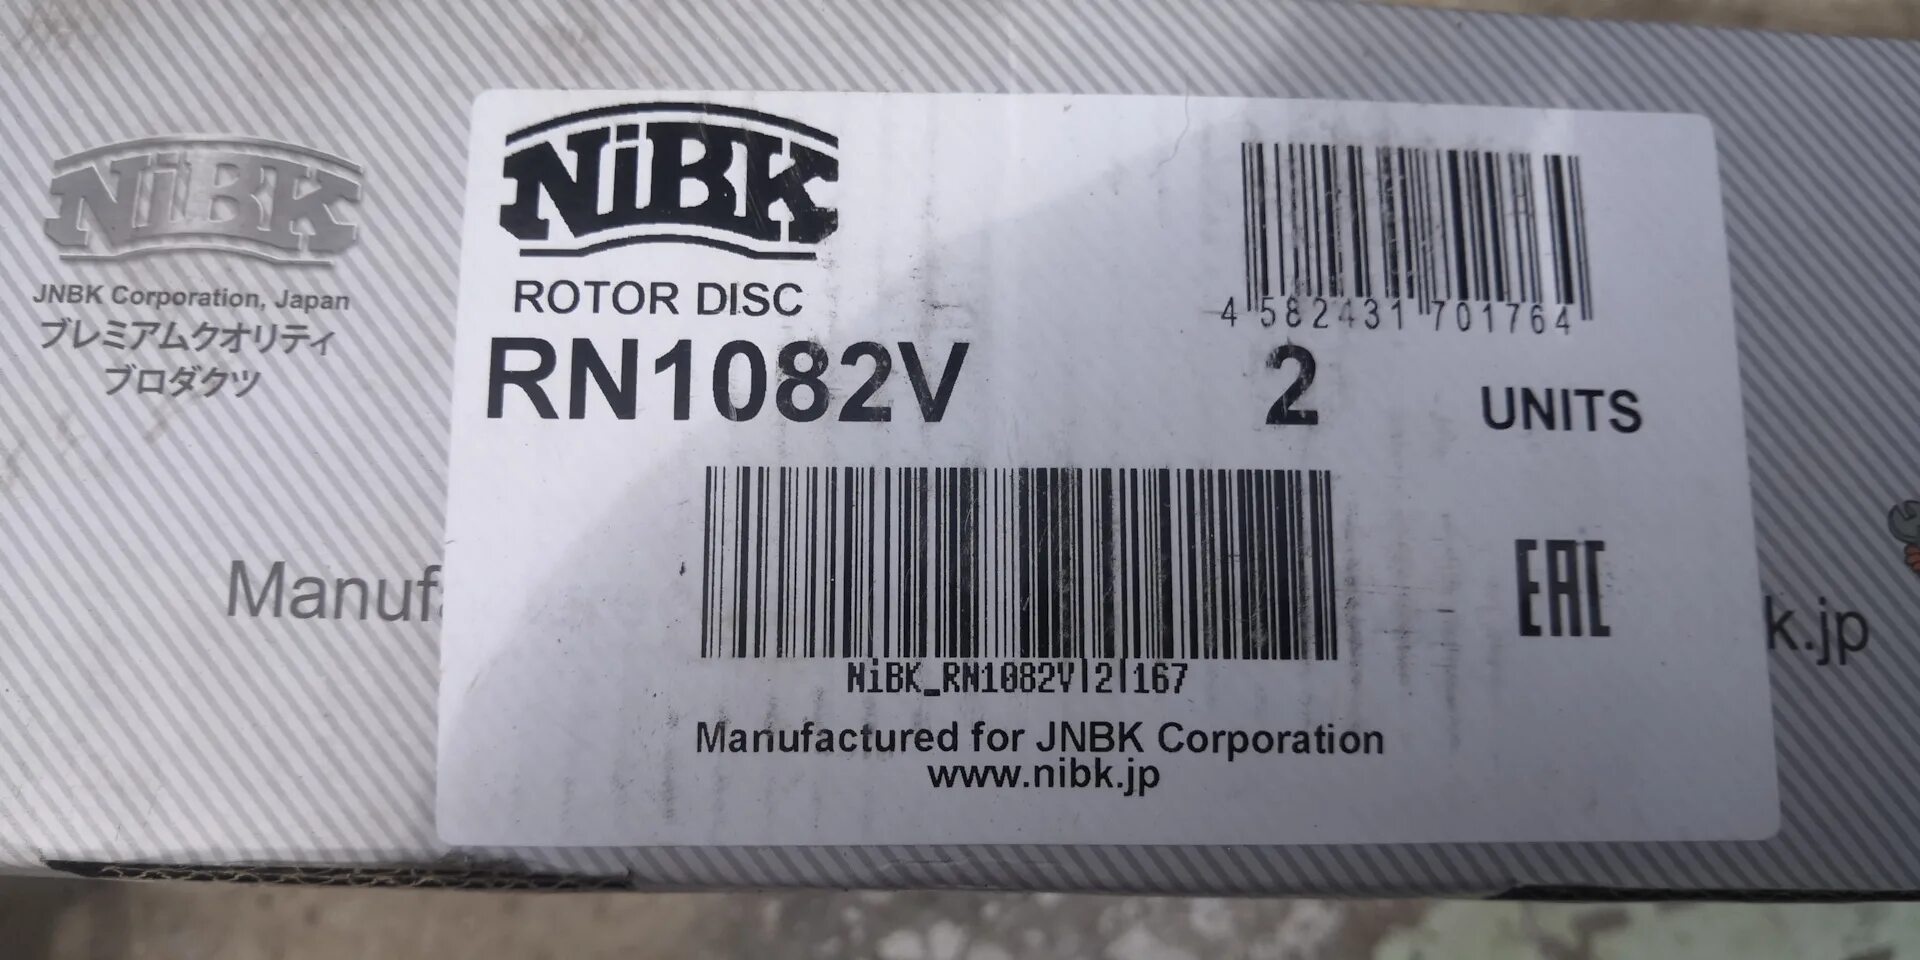 NiBK
JNBK Corporation, Japan
プレミアムクオリティ
プロダクツ
Manuf
NiBK
ROTOR DISC
RN1082V
4 582431 701764
2 UNITS
NiBK_RN1082V|2|167
EAC
Manufactured for JNBK Corporation
www.nibk.jp
k.jp